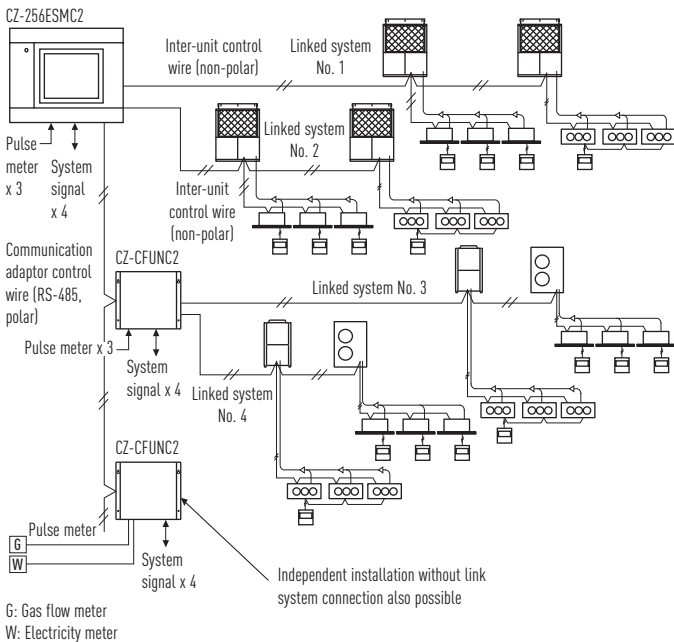 CZ-256ESMC2
Inter-unit control
wire (non-polar)
Linked system
No. 1
Pulse
meter
x 3
System
signal
x 4
Linked system
No. 2
Inter-unit
control wire
(non-polar)
Communication
adaptor control
wire (RS-485,
polar)
CZ-CFUNC2
Linked system No. 3
Pulse meter x 3
System
signal x 4
Linked system
No. 4
CZ-CFUNC2
Pulse meter
G
W
System
signal x 4
Independent installation without link
system connection also possible
G: Gas flow meter
W: Electricity meter